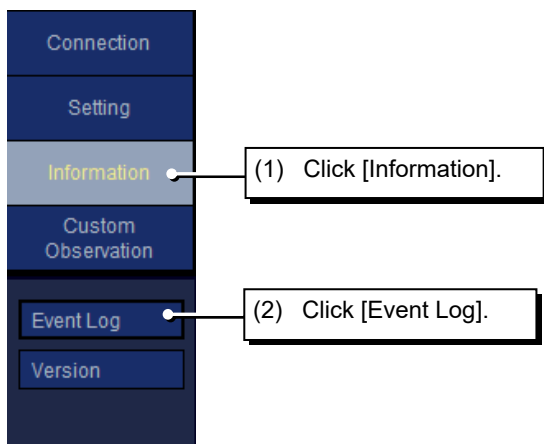 Connection
Setting
Information
(1) Click [Information].
Custom
Observation
Event Log
(2) Click [Event Log].
Version